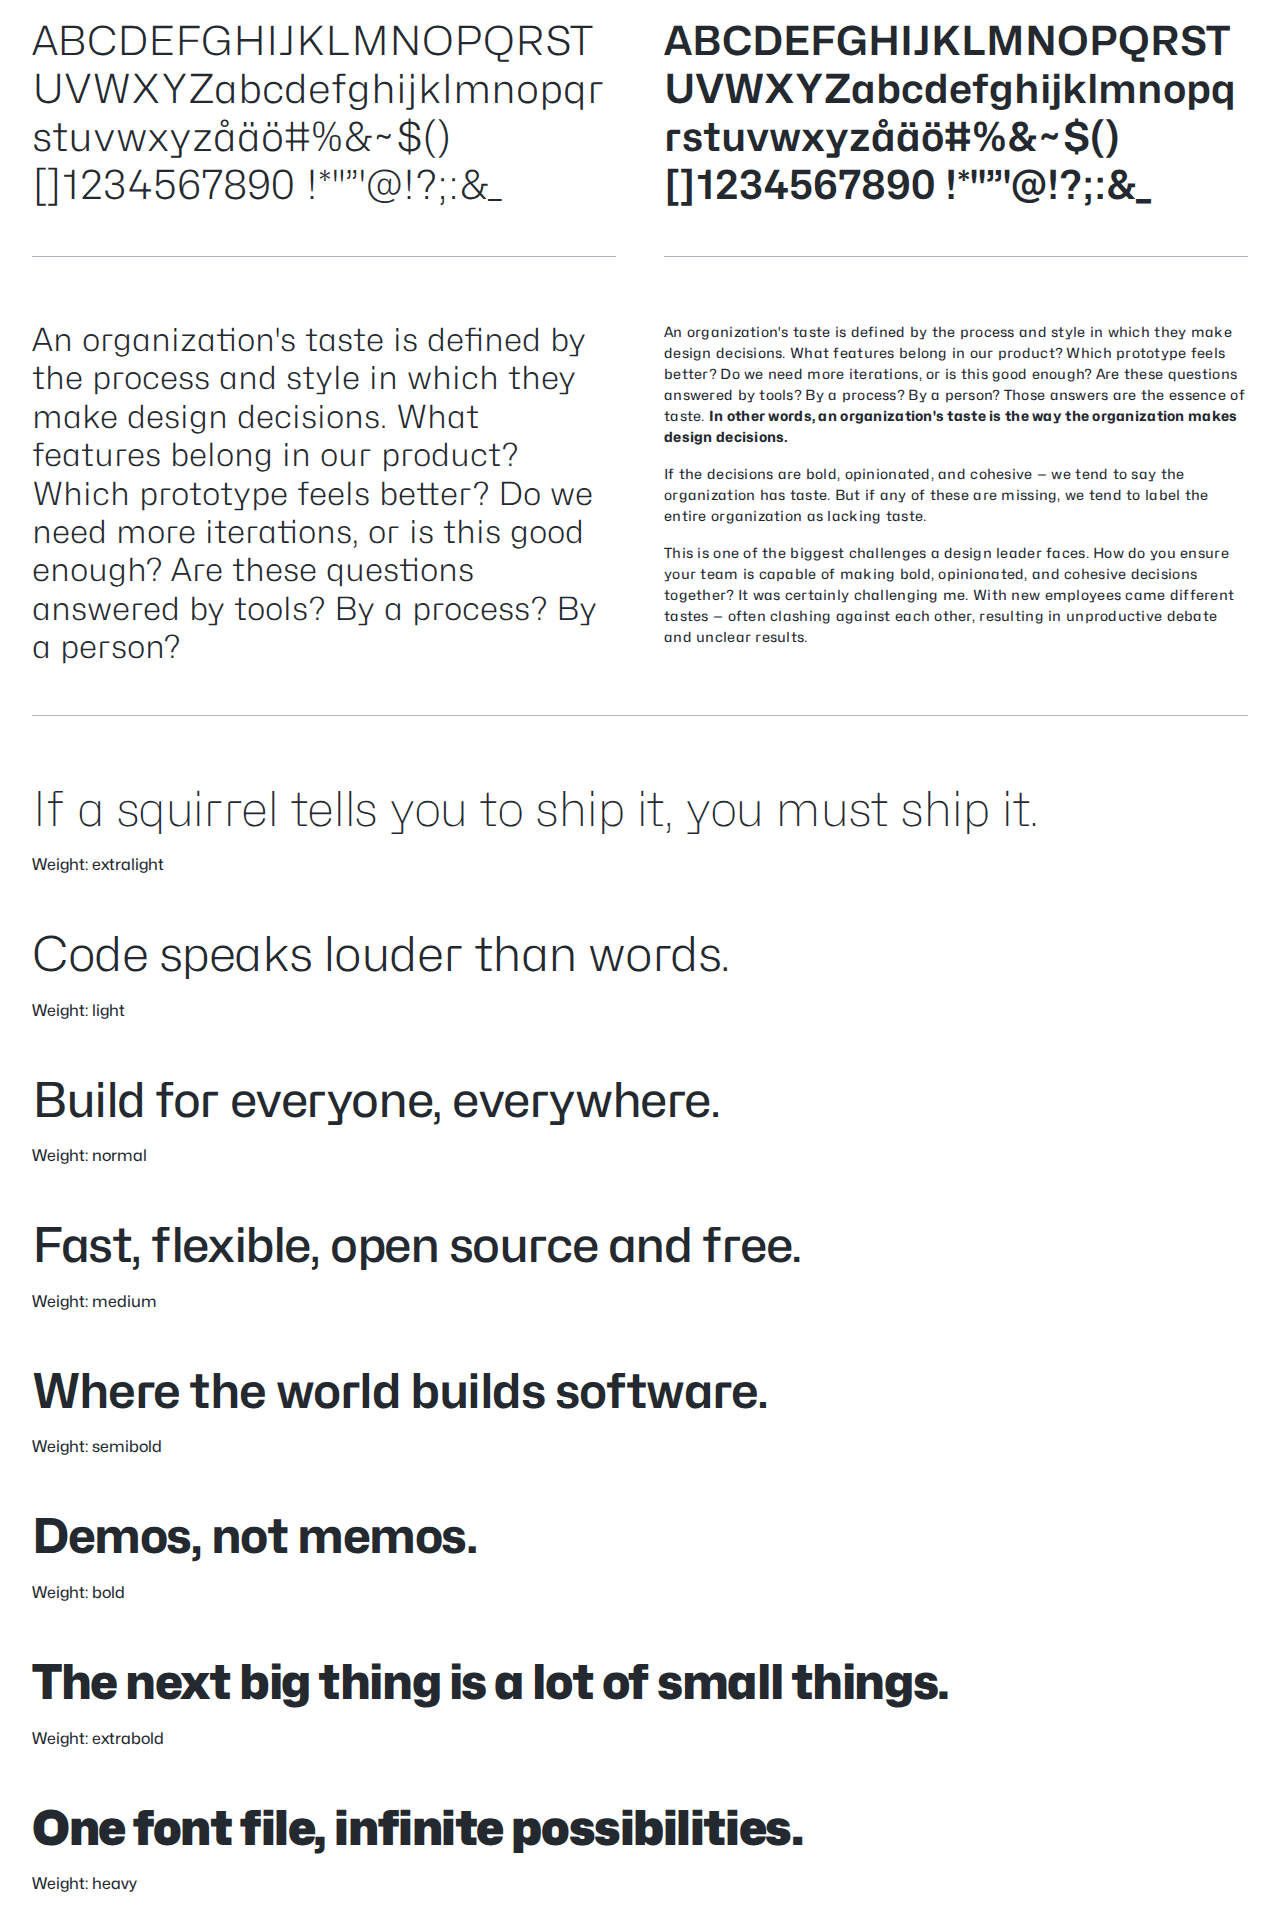 ABCDEFGHIJKLMNOPQRST
UVWXYZabcdefghijklmnopqr
stuvwxyzåäö#%&~$()
[]1234567890 !*"”'@!?;:&_
ABCDEFGHIJKLMNOPQRST
UVWXYZabcdefghijklmnopq
rstuvwxyzåäö#%&~$()
[]1234567890 !*"”'@!?;:&_
An organization's taste is defined by
the process and style in which they
make design decisions. What
features belong in our product?
Which prototype feels better? Do we
need more iterations, or is this good
enough? Are these questions
answered by tools? By a process? By
a person?
An organization's taste is defined by the process and style in which they make
design decisions. What features belong in our product? Which prototype feels
better? Do we need more iterations, or is this good enough? Are these questions
answered by tools? By a process? By a person? Those answers are the essence of
taste. In other words, an organization's taste is the way the organization makes
design decisions.
If the decisions are bold, opinionated, and cohesive — we tend to say the
organization has taste. But if any of these are missing, we tend to label the
entire organization as lacking taste.
This is one of the biggest challenges a design leader faces. How do you ensure
your team is capable of making bold, opinionated, and cohesive decisions
together? It was certainly challenging me. With new employees came different
tastes — often clashing against each other, resulting in unproductive debate
and unclear results.
If a squirrel tells you to ship it, you must ship it.
Weight: extralight
Code speaks louder than words.
Weight: light
Build for everyone, everywhere.
Weight: normal
Fast, flexible, open source and free.
Weight: medium
Where the world builds software.
Weight: semibold
Demos, not memos.
Weight: bold
The next big thing is a lot of small things.
Weight: extrabold
One font file, infinite possibilities.
Weight: heavy